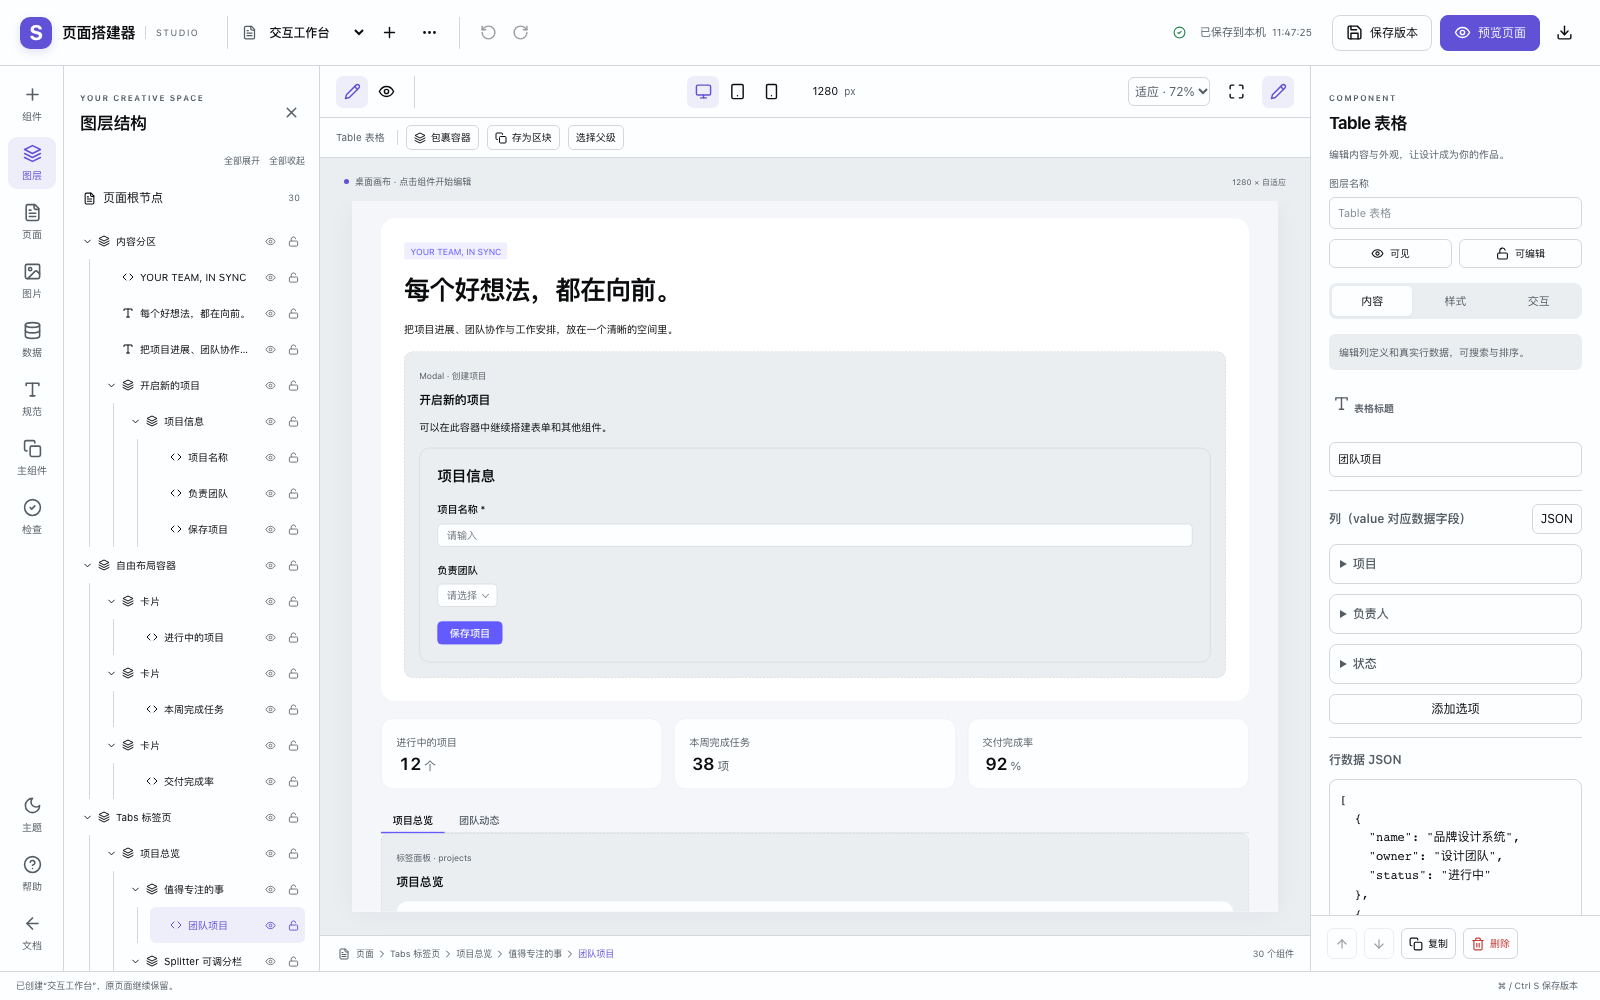 S 页面搭建器 STUDIO
交互工作台
已保存到本机 11:47:25
保存版本
预览页面
组件
图层
页面
图片
数据
规范
主组件
检查
主题
帮助
文档
YOUR CREATIVE SPACE
图层结构
全部展开 全部收起
页面根节点 30
内容分区
YOUR TEAM, IN SYNC
每个好想法，都在向前。
把项目进展、团队协作...
开启新的项目
项目信息
项目名称
负责团队
保存项目
自由布局容器
卡片
进行中的项目
卡片
本周完成任务
卡片
交付完成率
Tabs 标签页
项目总览
值得专注的事
团队项目
Splitter 可调分栏
1280 px
适应 · 72%
Table 表格 包裹容器 存为区块 选择父级
桌面画布 · 点击组件开始编辑 1280 × 自适应
YOUR TEAM, IN SYNC
每个好想法，都在向前。
把项目进展、团队协作与工作安排，放在一个清晰的空间里。
Modal · 创建项目
开启新的项目
可以在此容器中继续搭建表单和其他组件。
项目信息
项目名称 *
请输入
负责团队
请选择
保存项目
进行中的项目
12 个
本周完成任务
38 项
交付完成率
92 %
项目总览 团队动态
标签面板 · projects
项目总览
页面 > Tabs 标签页 > 项目总览 > 值得专注的事 > 团队项目
30 个组件
COMPONENT
Table 表格
编辑内容与外观，让设计成为你的作品。
图层名称
Table 表格
可见 可编辑
内容 样式 交互
编辑列定义和真实行数据，可搜索与排序。
表格标题
团队项目
列（value 对应数据字段） JSON
项目
负责人
状态
添加选项
行数据 JSON
[
{
"name": "品牌设计系统",
"owner": "设计团队",
"status": "进行中"
},
{
复制 删除
已创建“交互工作台”，原页面继续保留。
⌘ / Ctrl S 保存版本